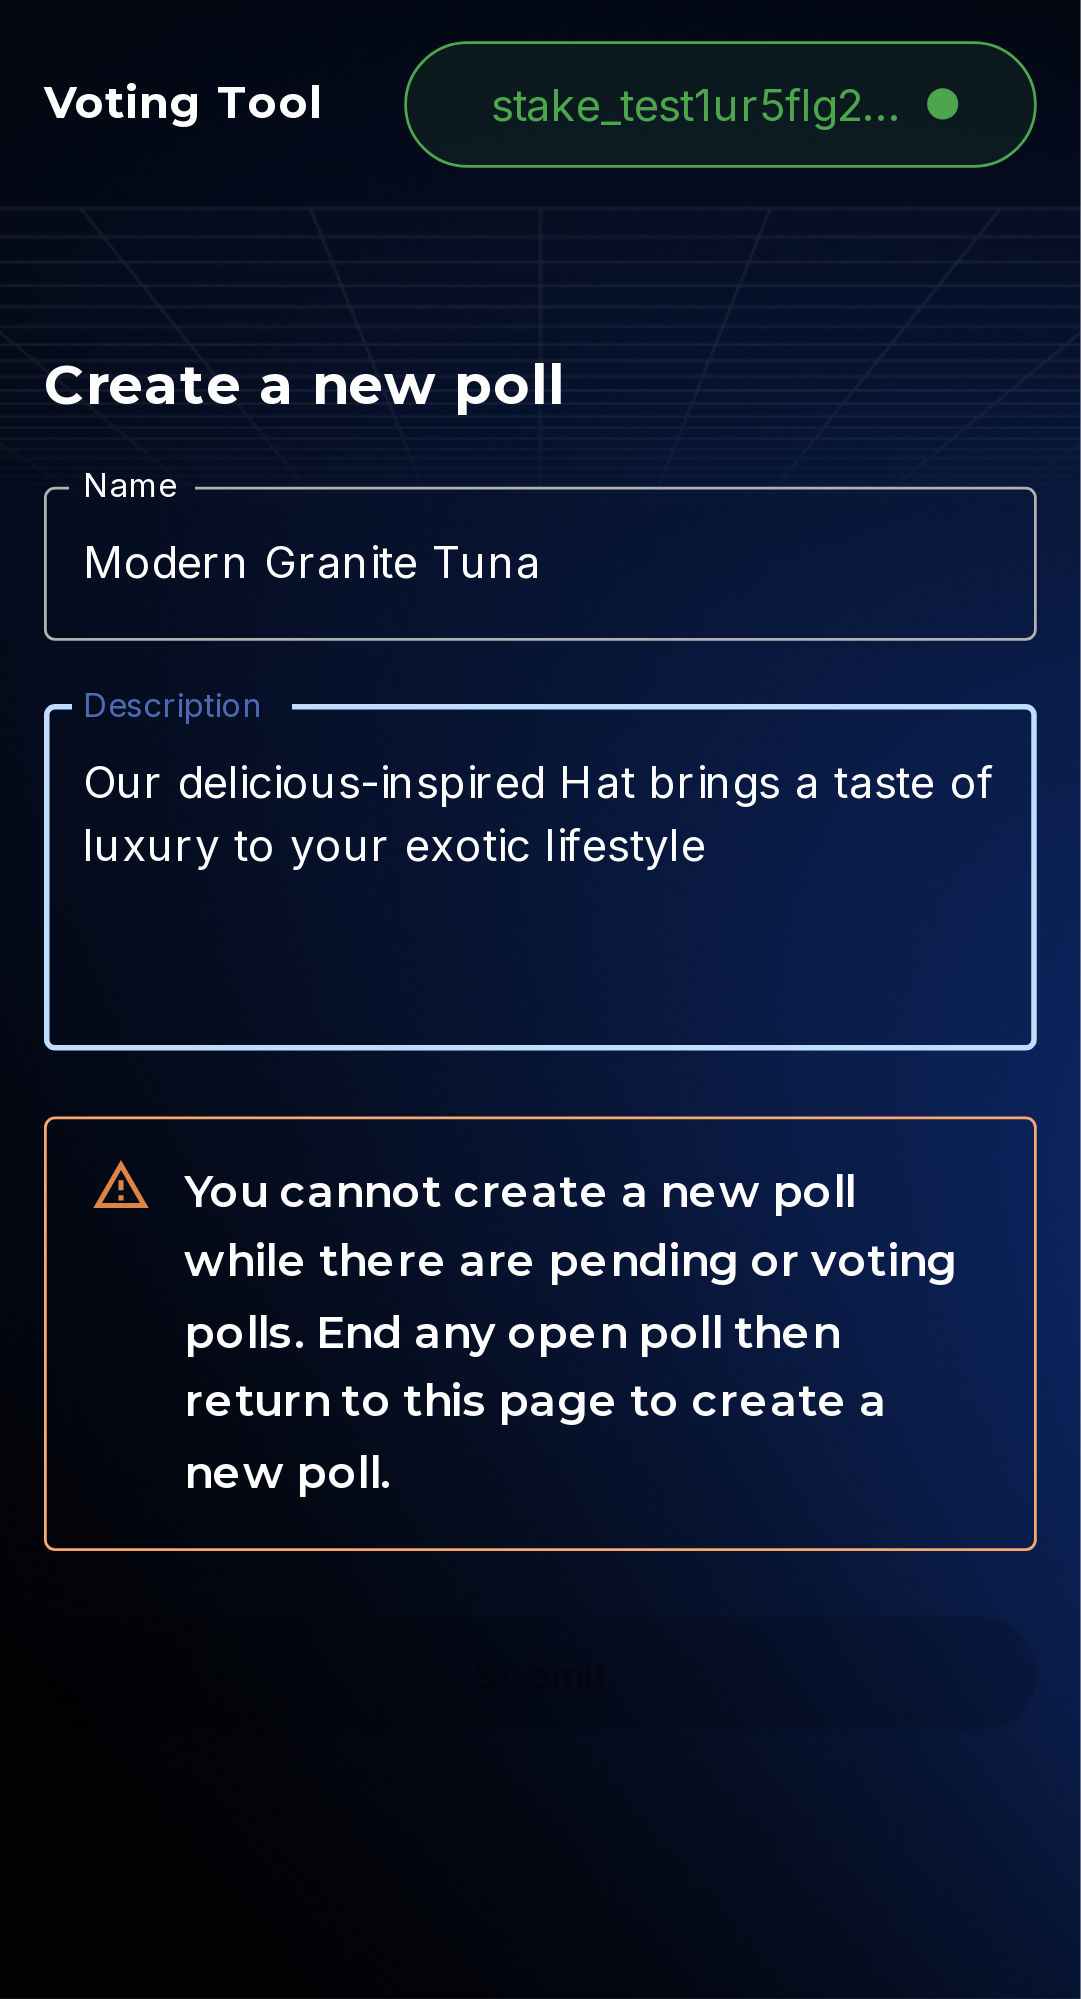 Voting Tool
stake_test1ur5flg2...
Create a new poll
Name
Modern Granite Tuna
Description
Our delicious-inspired Hat brings a taste of
luxury to your exotic lifestyle
You cannot create a new poll
while there are pending or voting
polls. End any open poll then
return to this page to create a
new poll.
Submit